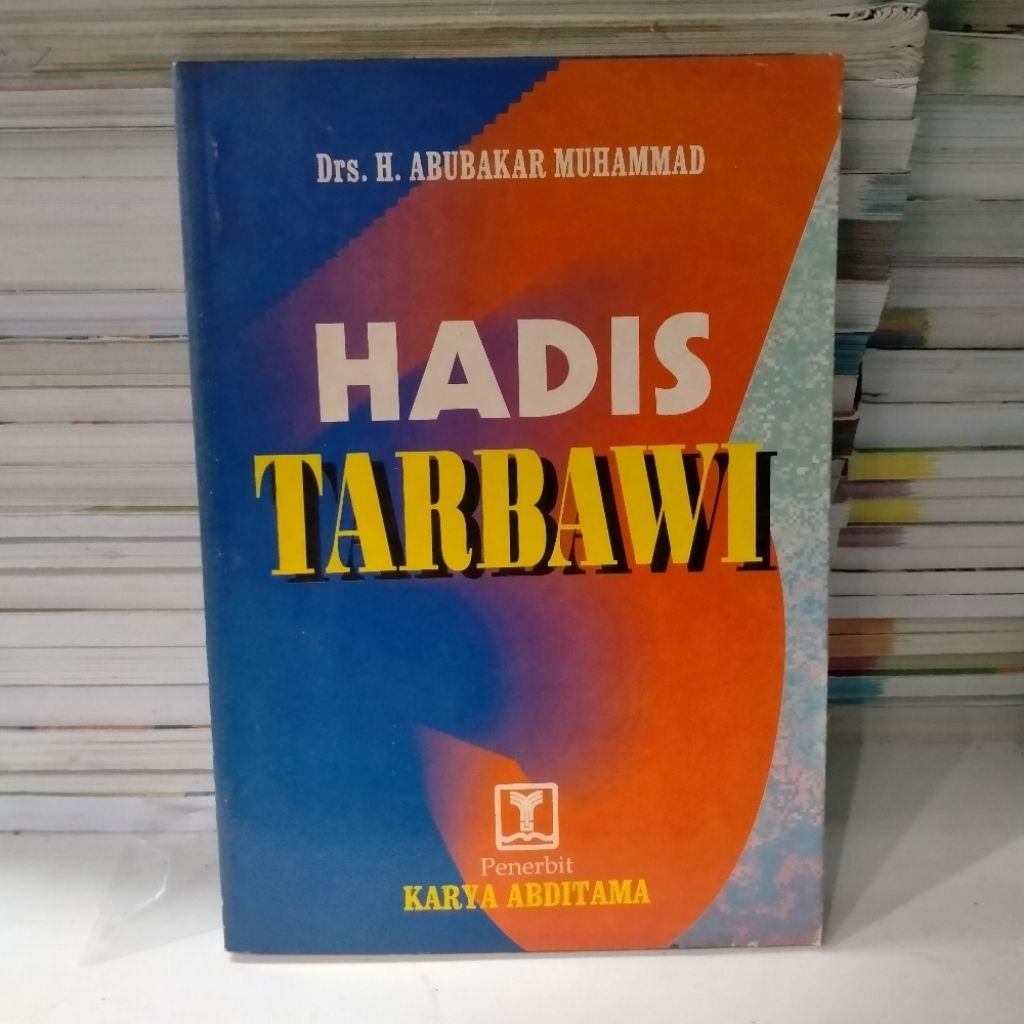 Drs. H. ABUBAKAR MUHAMMAD
HADIS
TARBAWI
Penerbit
KARYA ABDITAMA